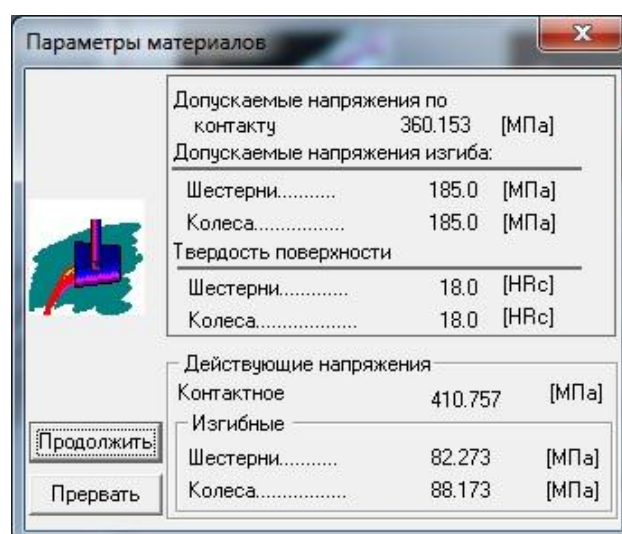 Параметры материалов
Допускаемые напряжения по
контакту 360.153 [МПа]
Допускаемые напряжения изгиба:
Шестерни........... 185.0 [МПа]
Колеса................. 185.0 [МПа]
Твердость поверхности
Шестерни............. 18.0 [HRc]
Колеса................... 18.0 [HRc]
Действующие напряжения
Контактное 410.757 [МПа]
Изгибные
Шестерни........... 82.273 [МПа]
Колеса................. 88.173 [МПа]
Продолжить
Прервать